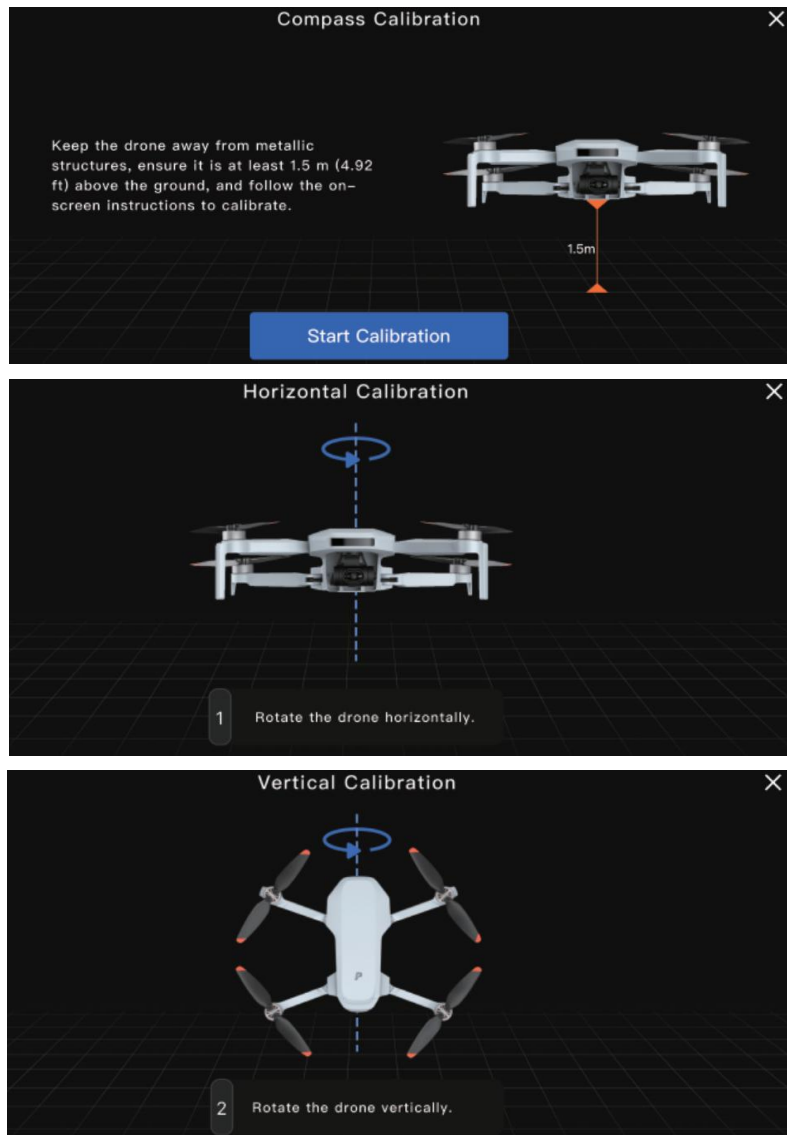 Compass Calibration
Keep the drone away from metallic
structures, ensure it is at least 1.5 m (4.92
ft) above the ground, and follow the on-
screen instructions to calibrate.
1.5m
Start Calibration
Horizontal Calibration
1 Rotate the drone horizontally.
Vertical Calibration
P
2 Rotate the drone vertically.